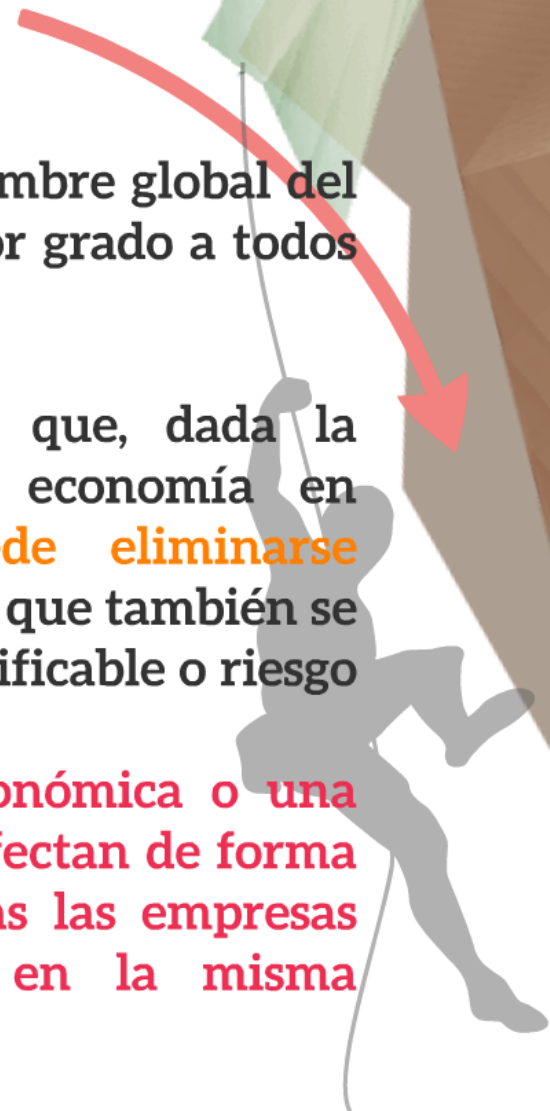 mbre global del
or grado a todos
que, dada la
economía en
de eliminarse
que también se
ificable o riesgo
onómica o una
fectan de forma
as las empresas
en la misma